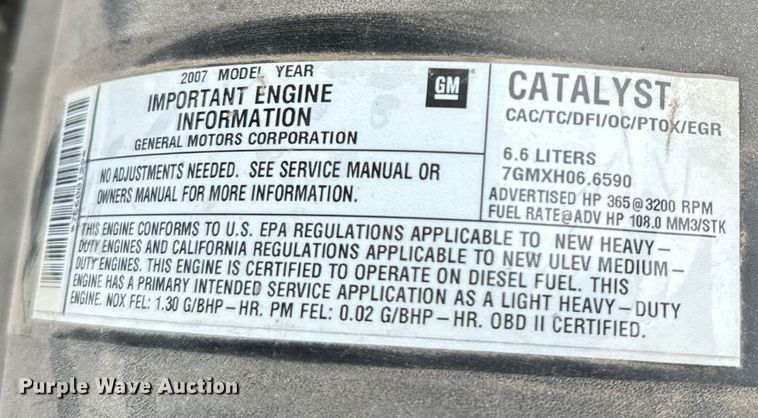 2007 MODEL YEAR
IMPORTANT ENGINE
INFORMATION
GENERAL MOTORS CORPORATION
GM
CATALYST
CAC/TC/DFI/OC/PTOX/EGR
NO ADJUSTMENTS NEEDED. SEE SERVICE MANUAL OR
OWNERS MANUAL FOR MORE INFORMATION.
6.6 LITERS
7GMXH06.6590
ADVERTISED HP 365@3200 RPM
FUEL RATE@ADV HP 108.0 MM3/STK
THIS ENGINE CONFORMS TO U.S. EPA REGULATIONS APPLICABLE TO NEW HEAVY-
DUTY ENGINES AND CALIFORNIA REGULATIONS APPLICABLE TO NEW ULEV MEDIUM-
DUTY ENGINES. THIS ENGINE IS CERTIFIED TO OPERATE ON DIESEL FUEL. THIS
ENGINE HAS A PRIMARY INTENDED SERVICE APPLICATION AS A LIGHT HEAVY-DUTY
ENGINE. NOX FEL: 1.30 G/BHP-HR. PM FEL: 0.02 G/BHP-HR. OBD II CERTIFIED.
Purple Wave Auction